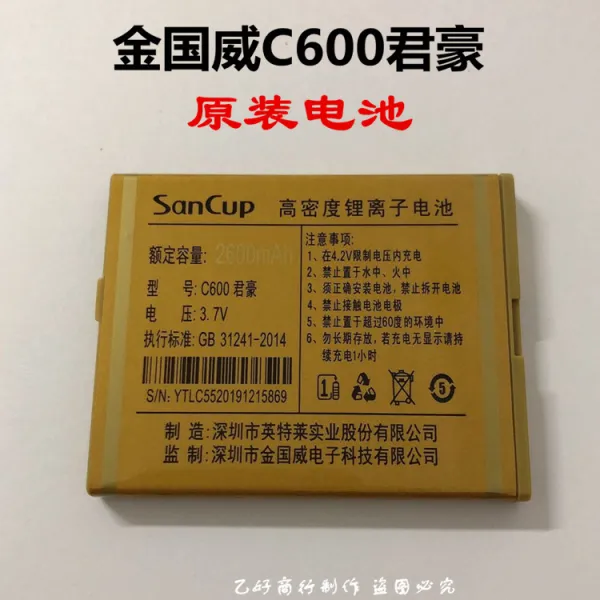 金国威C600君豪
原装电池
SanCup 高密度锂离子电池
额定容量: 2600mAh
型 号: C600 君豪
电 压: 3.7V
执行标准: GB 31241-2014
S/N: YTLC5520191215869
注意事项:
1、在4.2V限制电压内充电
2、禁止置于水中、火中
3、须正确安装电池，禁止拆开电池
4、禁止接触电池电极
5、禁止置于超过60度的环境中
6、勿长期存放，若充电无显示请持
续充电1小时
1
5
制 造: 深圳市英特莱实业股份有限公司
监 制: 深圳市金国威电子科技有限公司
乙好商行制作 盗图必究